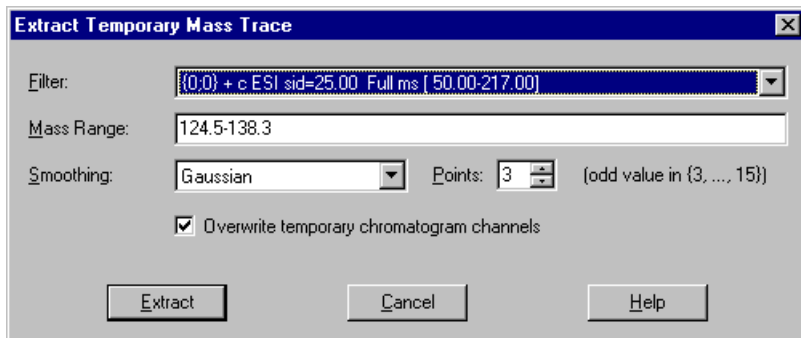 Extract Temporary Mass Trace
Filter: {0;0} + c ESI sid=25.00 Full ms [ 50.00-217.00]
Mass Range: 124.5-138.3
Smoothing: Gaussian Points: 3 (odd value in {3, ..., 15})
Overwrite temporary chromatogram channels
Extract Cancel Help